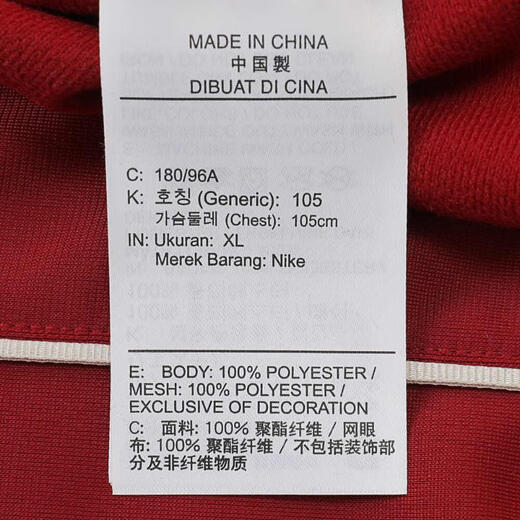 MADE IN CHINA
中国製
DIBUAT DI CINA
C: 180/96A
K: 호칭 (Generic): 105
가슴둘레 (Chest): 105cm
IN: Ukuran: XL
Merek Barang: Nike
E: BODY: 100% POLYESTER /
MESH: 100% POLYESTER /
EXCLUSIVE OF DECORATION
C: 面料: 100% 聚酯纤维 / 网眼
布: 100% 聚酯纤维 / 不包括装饰部
分及非纤维物质